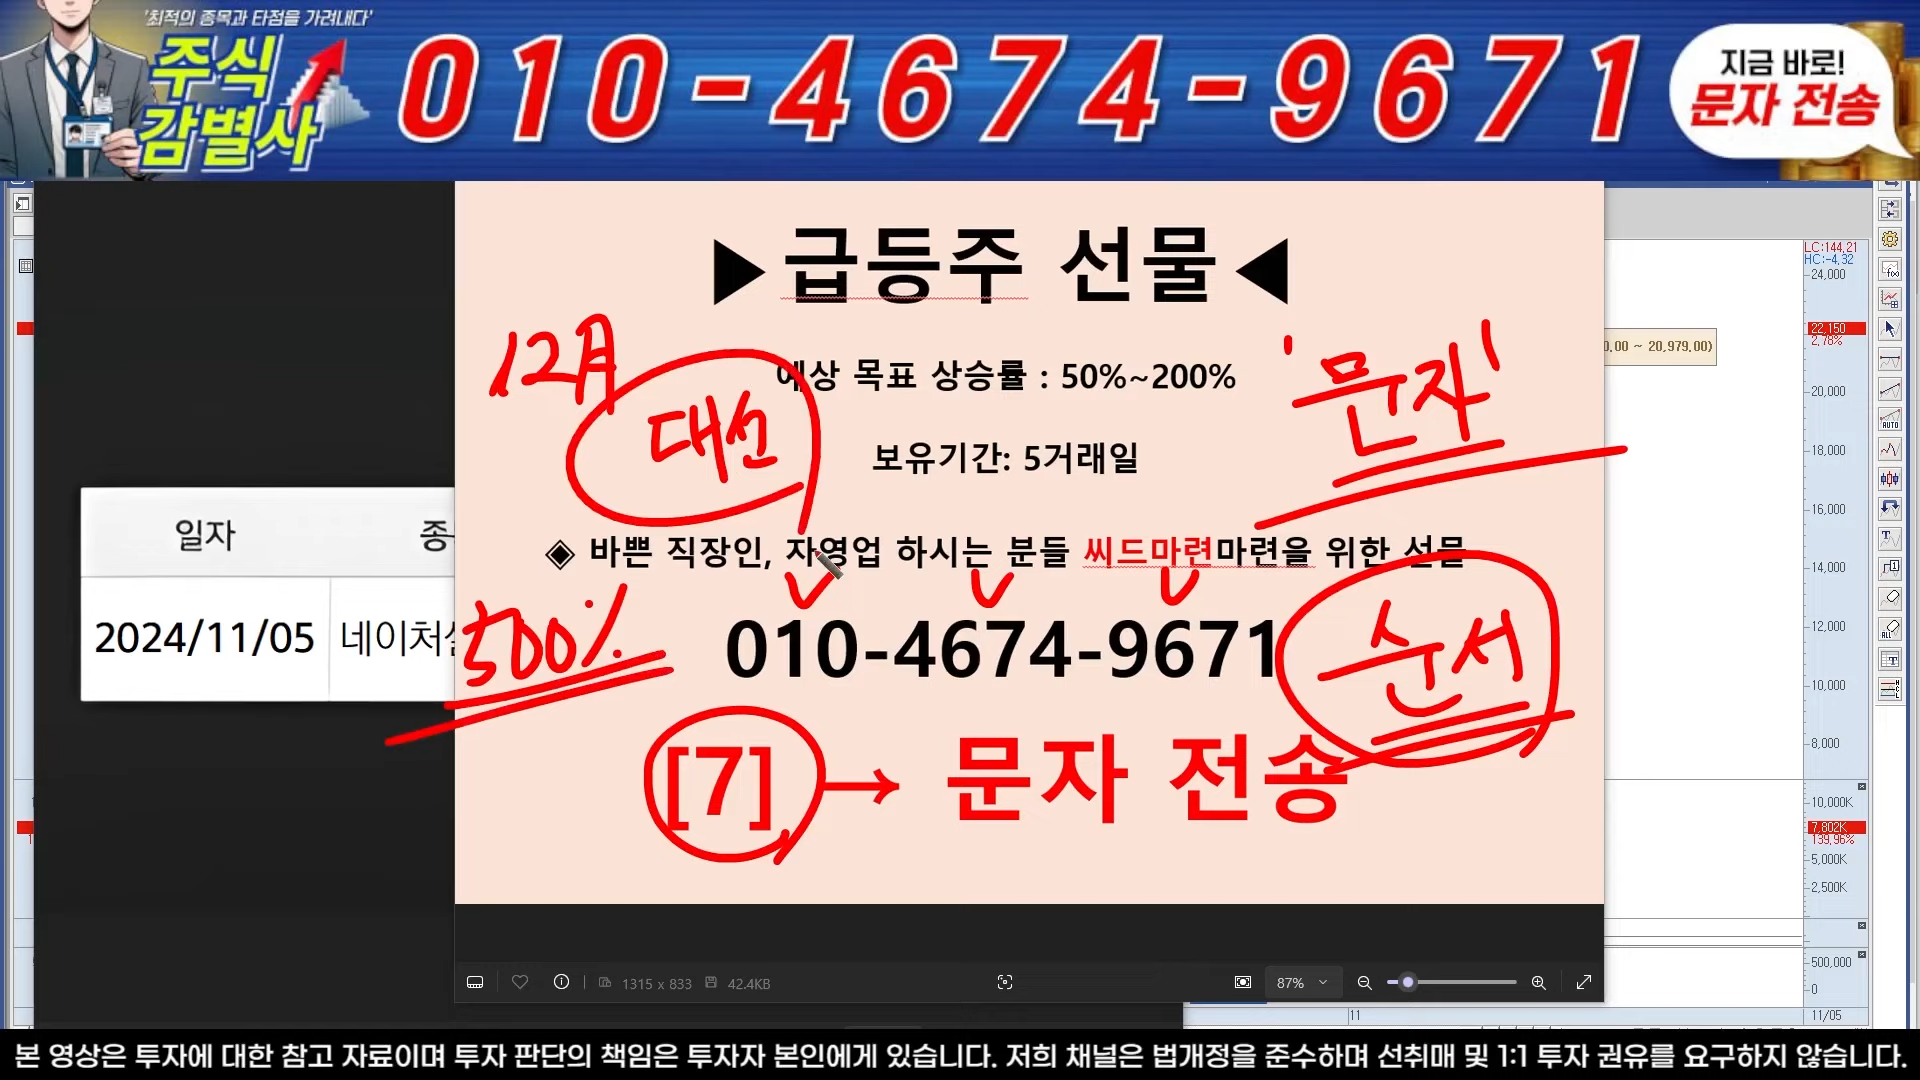 '최적의 종목과 타점을 가려내다'
주식
감별사
010-4674-9671
지금 바로!
문자 전송
▶급등주 선물◀
12月
대선
예상 목표 상승률 : 50%~200%
'문자'
보유기간: 5거래일
◈ 바쁜 직장인, 자영업 하시는 분들 씨드마련마련을 위한 선물
500%
010-4674-9671
순서
[7]→ 문자 전송
일자
종
2024/11/05
네이처
LC:144.21
HC:-4.32
24,000
22,150
2.78%
0.00 ~ 20,979.00)
20,000
18,000
16,000
14,000
12,000
10,000
8,000
10,000K
7,802K
139.96%
5,000K
2,500K
500,000
0
11
11/05
1315 x 833
42.4KB
87%
본 영상은 투자에 대한 참고 자료이며 투자 판단의 책임은 투자자 본인에게 있습니다. 저희 채널은 법개정을 준수하며 선취매 및 1:1 투자 권유를 요구하지 않습니다.